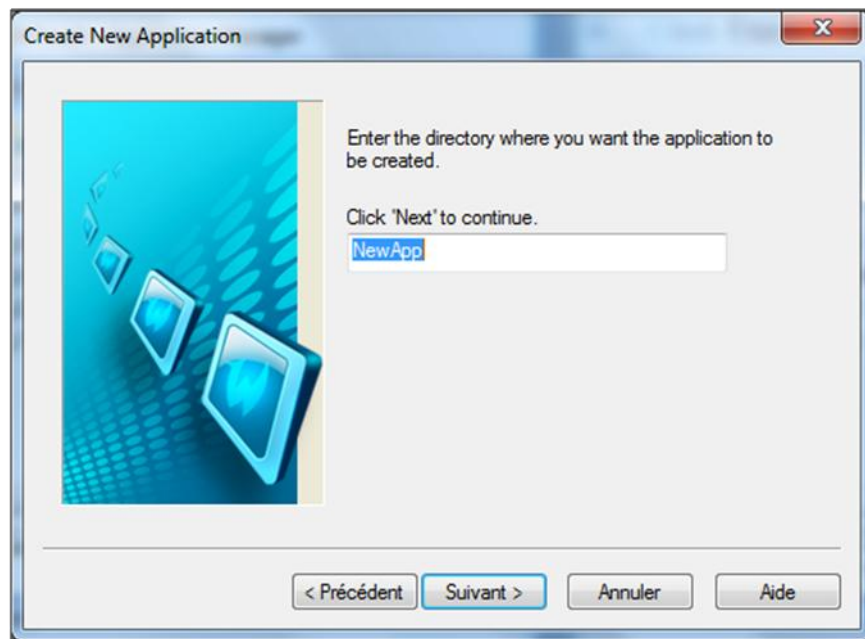 Create New Application
Enter the directory where you want the application to
be created.
Click 'Next' to continue.
NewApp
< Précédent
Suivant >
Annuler
Aide